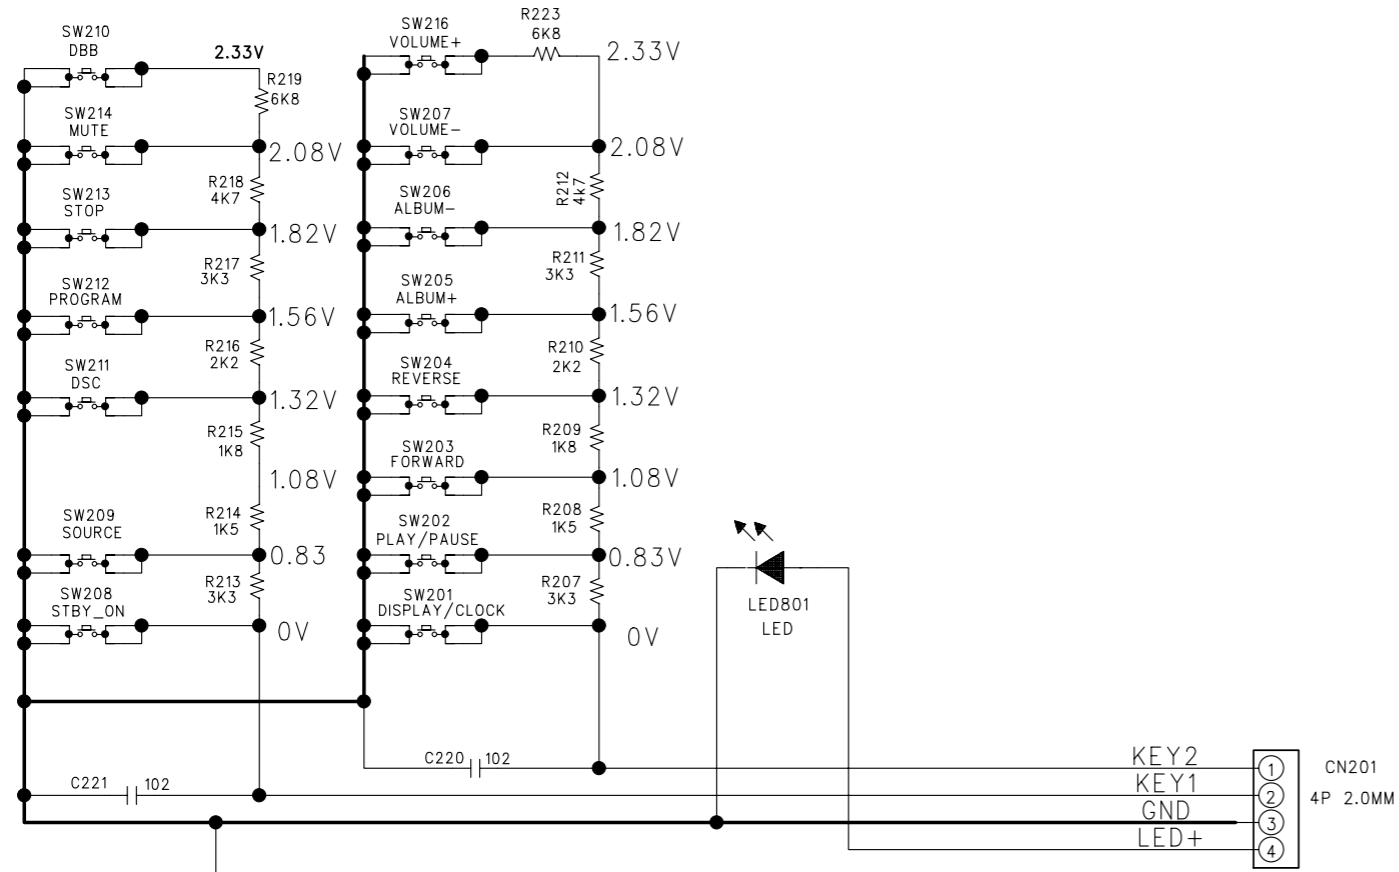 SW210
DBB
2.33V
R219
6K8
SW214
MUTE
2.08V
R218
4K7
SW213
STOP
1.82V
R217
3K3
SW212
PROGRAM
1.56V
R216
2K2
SW211
DSC
1.32V
R215
1K8
1.08V
R214
1K5
SW209
SOURCE
0.83
R213
3K3
SW208
STBY_ON
0V
C221
102
SW216
VOLUME+
R223
6K8
2.33V
SW207
VOLUME-
2.08V
R212
4k7
SW206
ALBUM-
1.82V
R211
3K3
SW205
ALBUM+
1.56V
R210
2K2
SW204
REVERSE
1.32V
R209
1K8
SW203
FORWARD
1.08V
R208
1K5
SW202
PLAY/PAUSE
0.83V
R207
3K3
SW201
DISPLAY/CLOCK
0V
C220
102
LED801
LED
KEY2
KEY1
GND
LED+
1
2
3
4
CN201
4P 2.0MM